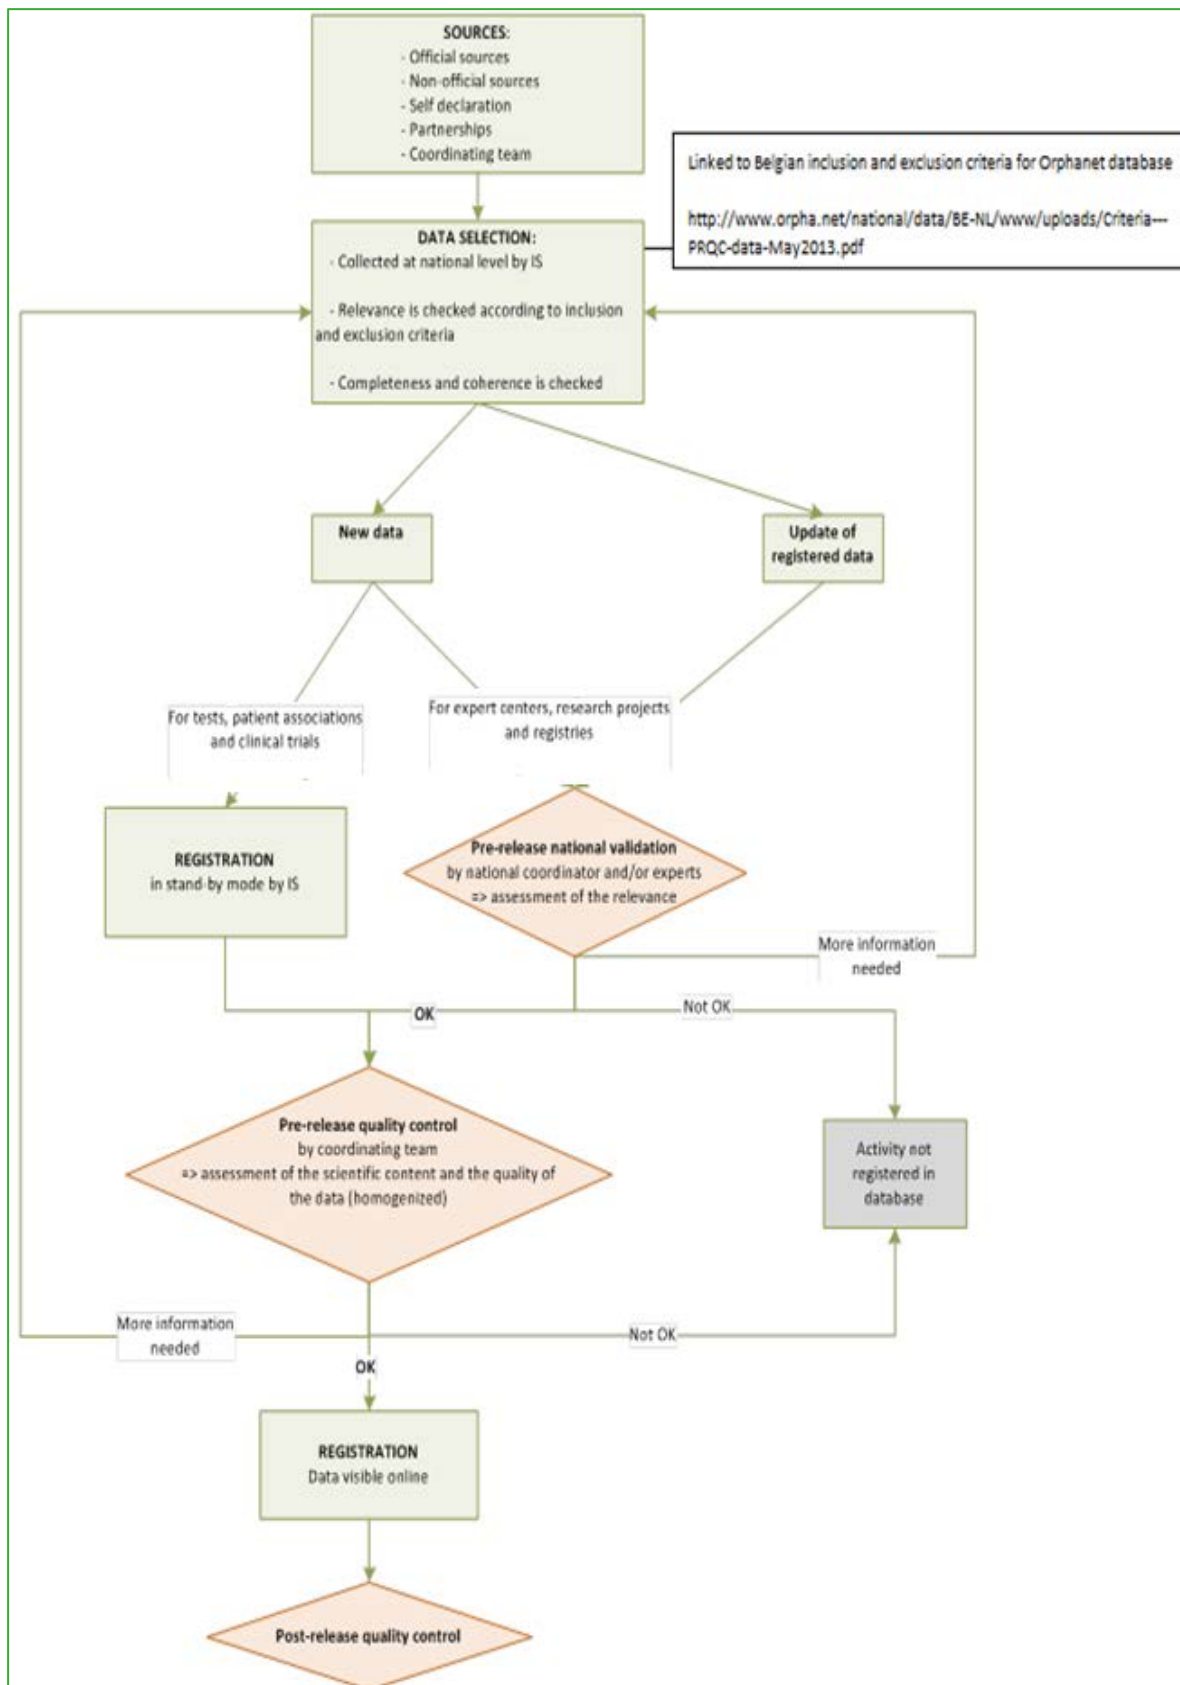 SOURCES:
- Official sources
- Non-official sources
- Self declaration
- Partnerships
- Coordinating team
Linked to Belgian inclusion and exclusion criteria for Orphanet database
http://www.orpha.net/national/data/BE-NL/www/uploads/Criteria---
PRQC-data-May2013.pdf
DATA SELECTION:
- Collected at national level by IS
- Relevance is checked according to inclusion
and exclusion criteria
- Completeness and coherence is checked
New data
Update of
registered data
For tests, patient associations
and clinical trials
For expert centers, research projects
and registries
REGISTRATION
in stand-by mode by IS
Pre-release national validation
by national coordinator and/or experts
=> assessment of the relevance
More information
needed
OK
Not OK
Pre-release quality control
by coordinating team
=> assessment of the scientific content and the quality of
the data (homogenized)
Activity not
registered in
database
More information
needed
Not OK
OK
REGISTRATION
Data visible online
Post-release quality control